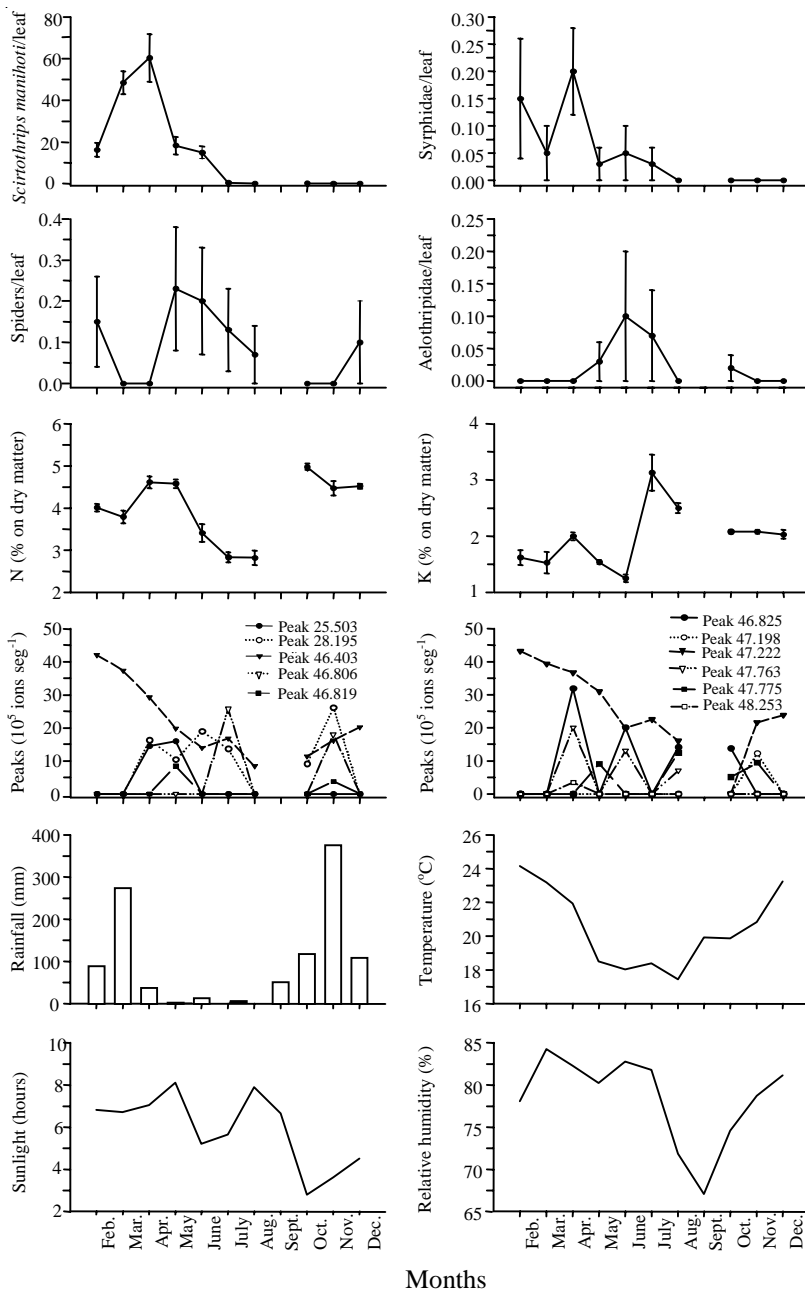 Scirtothrips manihoti/leaf
80
60
40
20
0
Syrphidae/leaf
0.30
0.25
0.20
0.15
0.10
0.05
0.00
Spiders/leaf
0.4
0.3
0.2
0.1
0.0
Aelothripidae/leaf
0.20
0.15
0.10
0.05
0.00
N (% on dry matter)
6
5
4
3
2
K (% on dry matter)
4
3
2
1
Peaks (10⁵ ions seg⁻¹)
50
40
30
20
10
0
Peak 25.503
Peak 28.195
Peak 46.403
Peak 46.806
Peak 46.819
Peaks (10⁵ ions seg⁻¹)
50
40
30
20
10
0
Peak 46.825
Peak 47.198
Peak 47.222
Peak 47.763
Peak 47.775
Peak 48.253
Rainfall (mm)
400
300
200
100
0
Temperature (°C)
26
24
22
20
18
16
Sunlight (hours)
10
8
6
4
2
Relative humidity (%)
85
80
75
70
65
Feb. Mar. Apr. May June July Aug. Sept. Oct. Nov. Dec.
Feb. Mar. Apr. May June July Aug. Sept. Oct. Nov. Dec.
Months